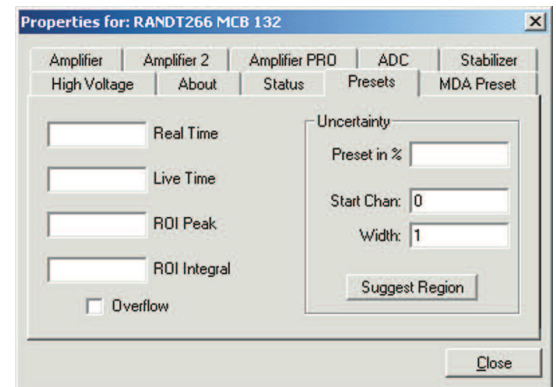 Properties for: RANDT266 MCB 132
Amplifier Amplifier 2 Amplifier PRO ADC Stabilizer
High Voltage About Status Presets MDA Preset
Real Time
Live Time
ROI Peak
ROI Integral
Overflow
Uncertainty
Preset in %
Start Chan: 0
Width: 1
Suggest Region
Close